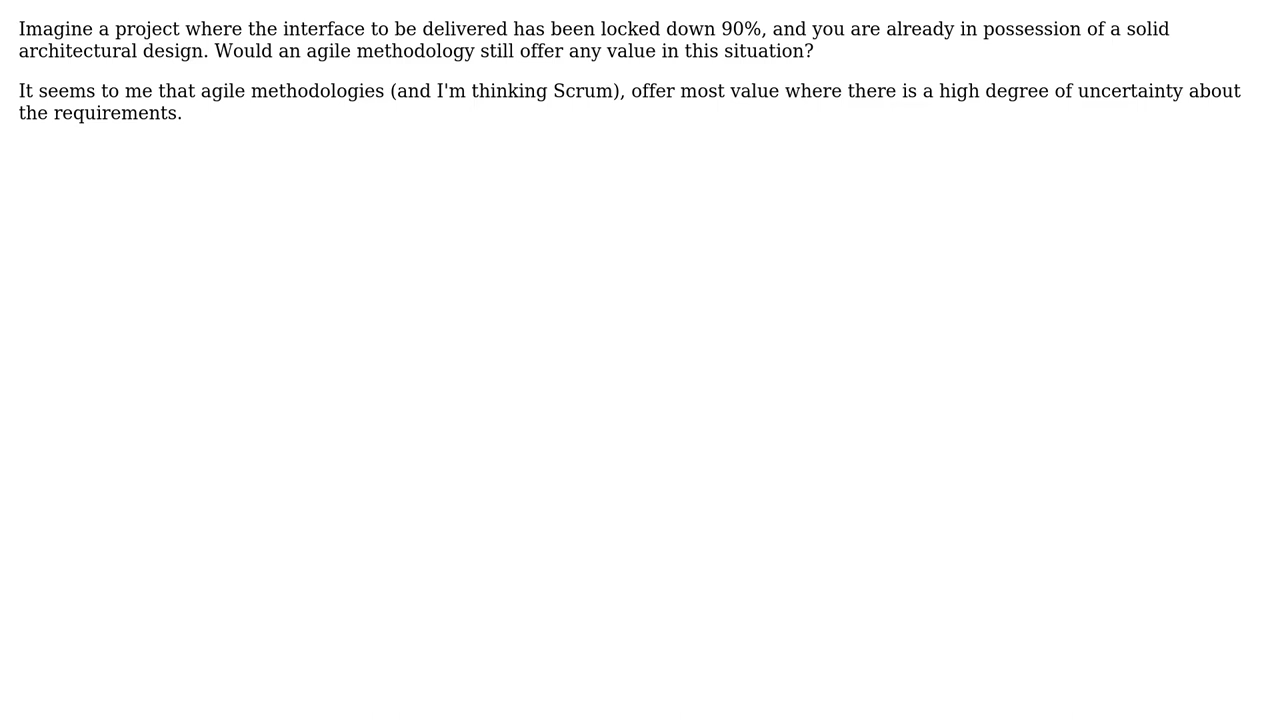 Imagine a project where the interface to be delivered has been locked down 90%, and you are already in possession of a solid
architectural design. Would an agile methodology still offer any value in this situation?
It seems to me that agile methodologies (and I'm thinking Scrum), offer most value where there is a high degree of uncertainty about
the requirements.